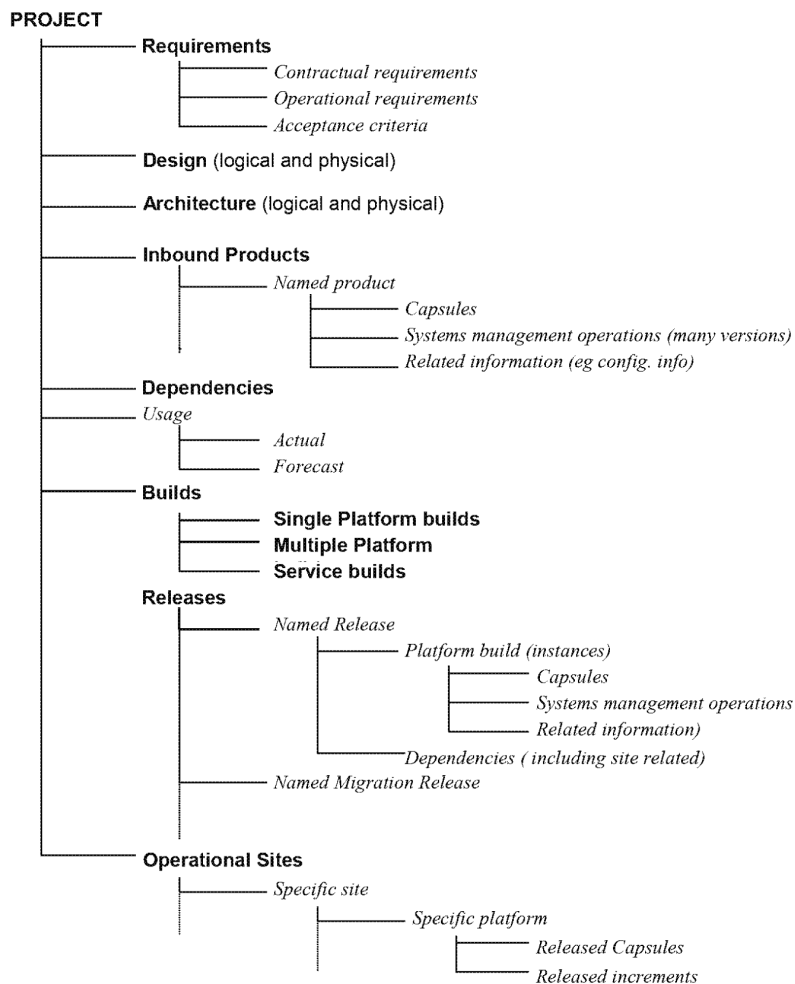 PROJECT
Requirements
Contractual requirements
Operational requirements
Acceptance criteria
Design (logical and physical)
Architecture (logical and physical)
Inbound Products
Named product
Capsules
Systems management operations (many versions)
Related information (eg config. info)
Dependencies
Usage
Actual
Forecast
Builds
Single Platform builds
Multiple Platform
Service builds
Releases
Named Release
Platform build (instances)
Capsules
Systems management operations
Related information)
Dependencies ( including site related)
Named Migration Release
Operational Sites
Specific site
Specific platform
Released Capsules
Released increments